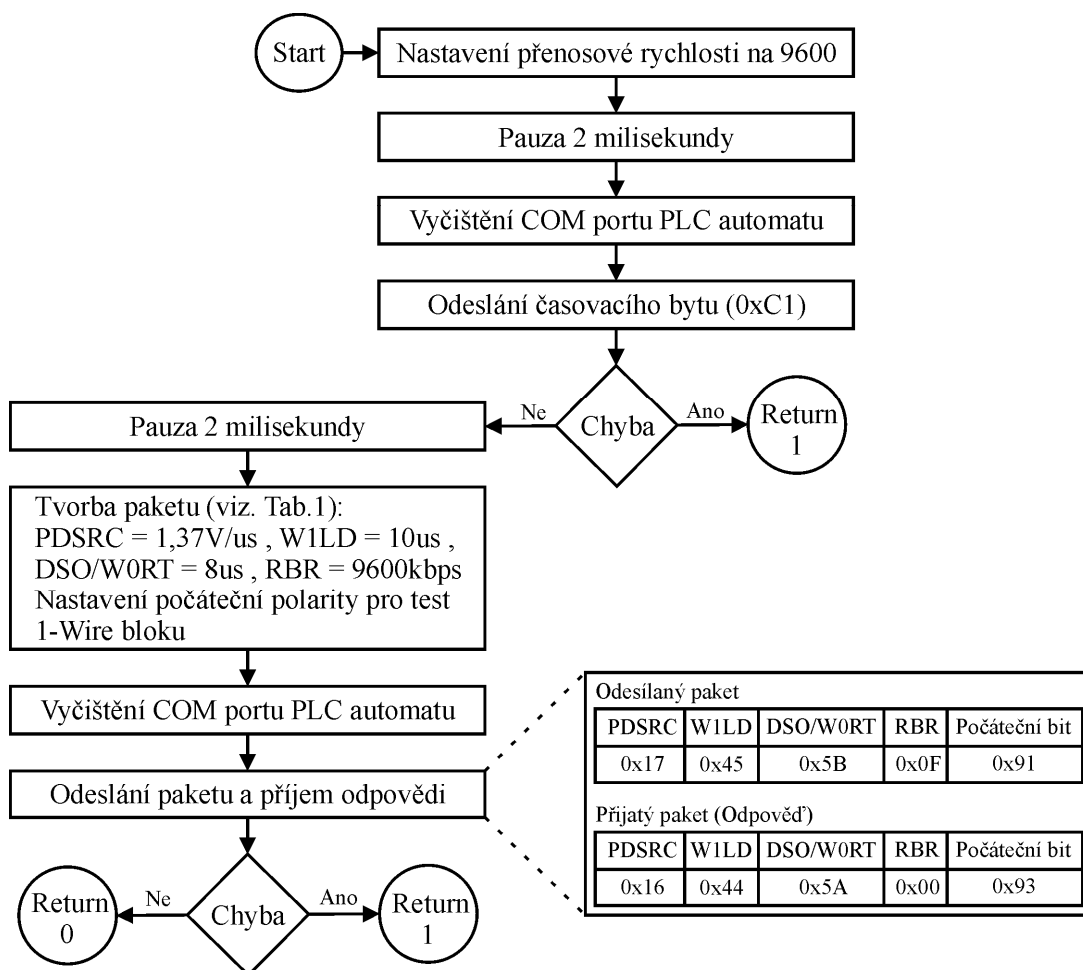 Start
Nastavení přenosové rychlosti na 9600
Pauza 2 milisekundy
Vyčištění COM portu PLC automatu
Odeslání časovacího bytu (0xC1)
Chyba
Ano
Return
1
Ne
Pauza 2 milisekundy
Tvorba paketu (viz. Tab.1):
PDSRC = 1,37V/us , W1LD = 10us ,
DSO/W0RT = 8us , RBR = 9600kbps
Nastavení počáteční polarity pro test
1-Wire bloku
Vyčištění COM portu PLC automatu
Odeslání paketu a příjem odpovědi
Chyba
Ne
Return
0
Ano
Return
1
Odesílaný paket
PDSRC W1LD DSO/W0RT RBR Počáteční bit
0x17 0x45 0x5B 0x0F 0x91
Přijatý paket (Odpověď)
PDSRC W1LD DSO/W0RT RBR Počáteční bit
0x16 0x44 0x5A 0x00 0x93